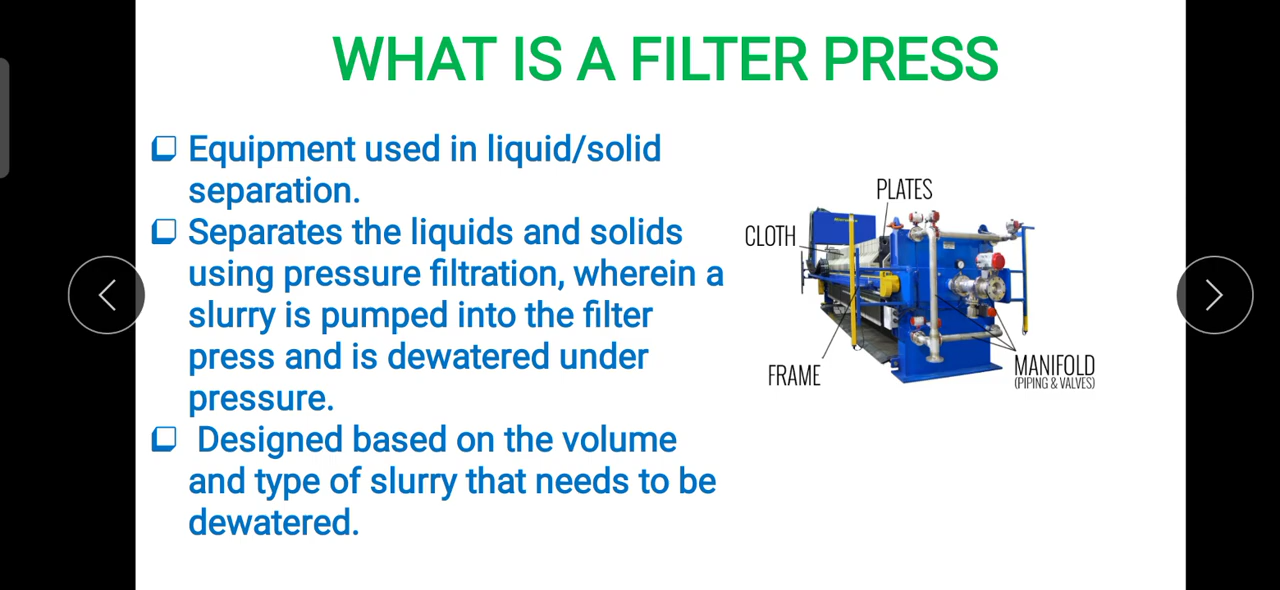 WHAT IS A FILTER PRESS
Equipment used in liquid/solid
separation.
Separates the liquids and solids
using pressure filtration, wherein a
slurry is pumped into the filter
press and is dewatered under
pressure.
Designed based on the volume
and type of slurry that needs to be
dewatered.
PLATES
CLOTH
FRAME
MANIFOLD
(PIPING & VALVES)